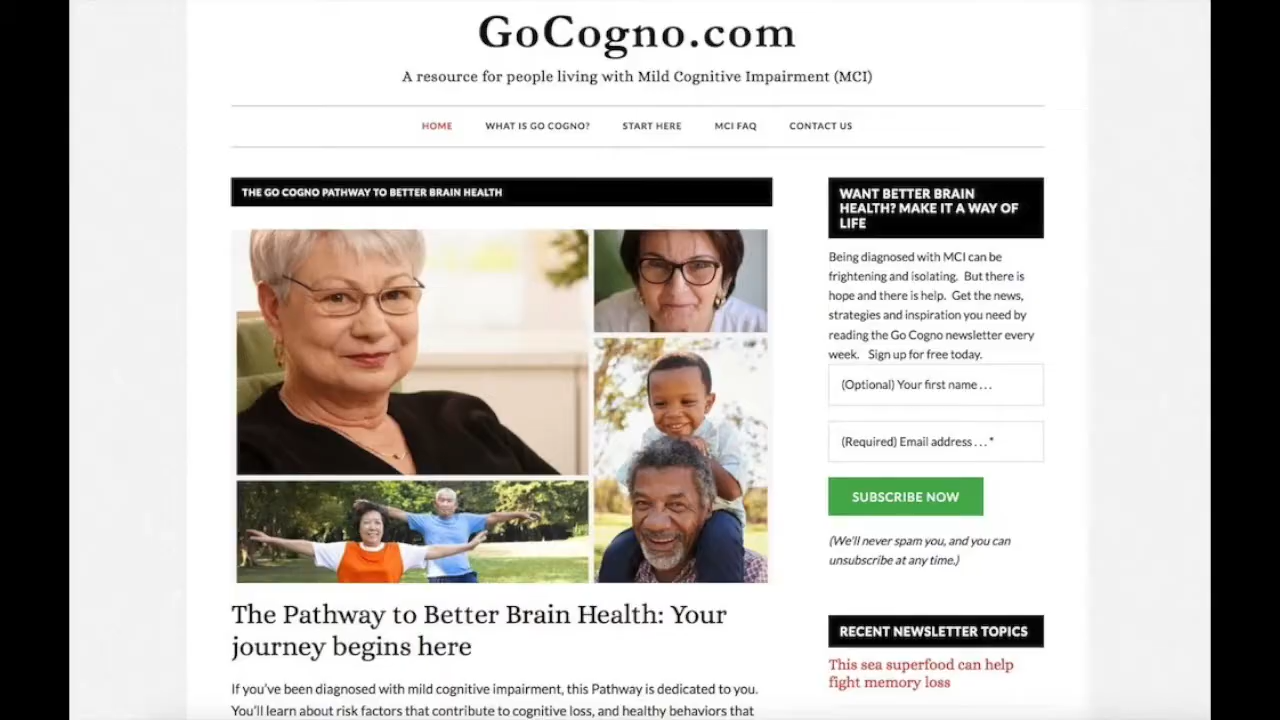 GoCogno.com
A resource for people living with Mild Cognitive Impairment (MCI)
HOME WHAT IS GO COGNO? START HERE MCI FAQ CONTACT US
THE GO COGNO PATHWAY TO BETTER BRAIN HEALTH
The Pathway to Better Brain Health: Your
journey begins here
If you've been diagnosed with mild cognitive impairment, this Pathway is dedicated to you.
You'll learn about risk factors that contribute to cognitive loss, and healthy behaviors that
WANT BETTER BRAIN
HEALTH? MAKE IT A WAY OF
LIFE
Being diagnosed with MCI can be
frightening and isolating. But there is
hope and there is help. Get the news,
strategies and inspiration you need by
reading the Go Cogno newsletter every
week. Sign up for free today.
(Optional) Your first name . . .
(Required) Email address . . . *
SUBSCRIBE NOW
(We'll never spam you, and you can
unsubscribe at any time.)
RECENT NEWSLETTER TOPICS
This sea superfood can help
fight memory loss